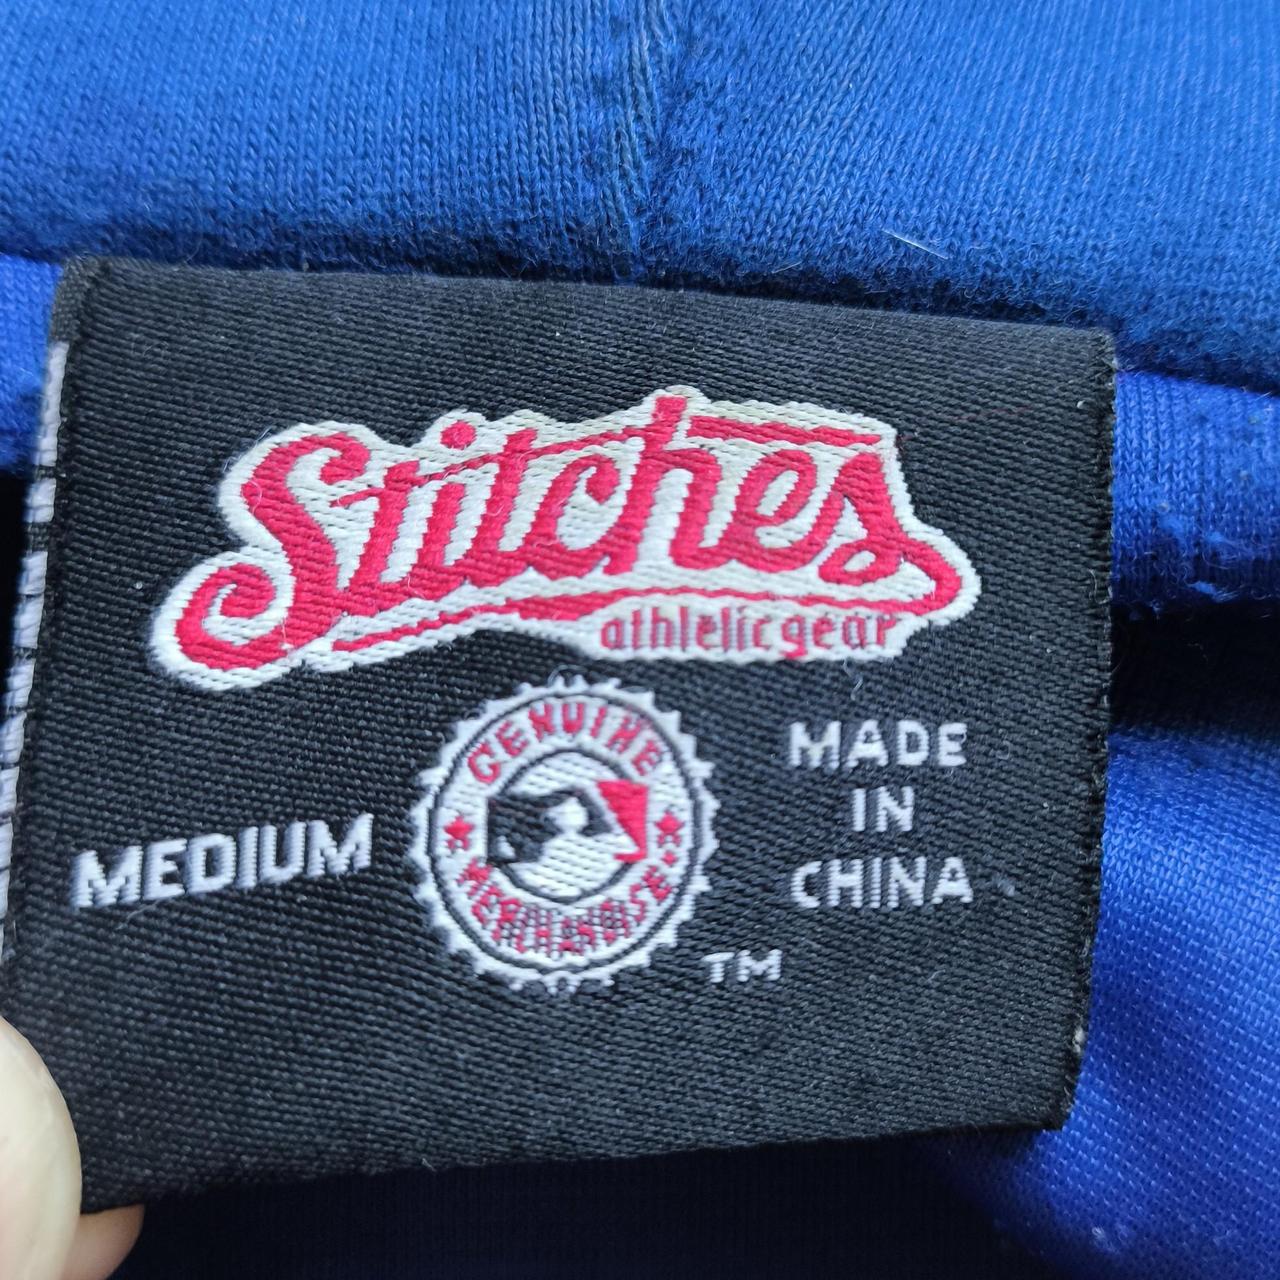 Stitches
athletic gear
GENUINE
MERCHANDISE
MEDIUM
MADE
IN
CHINA
TM